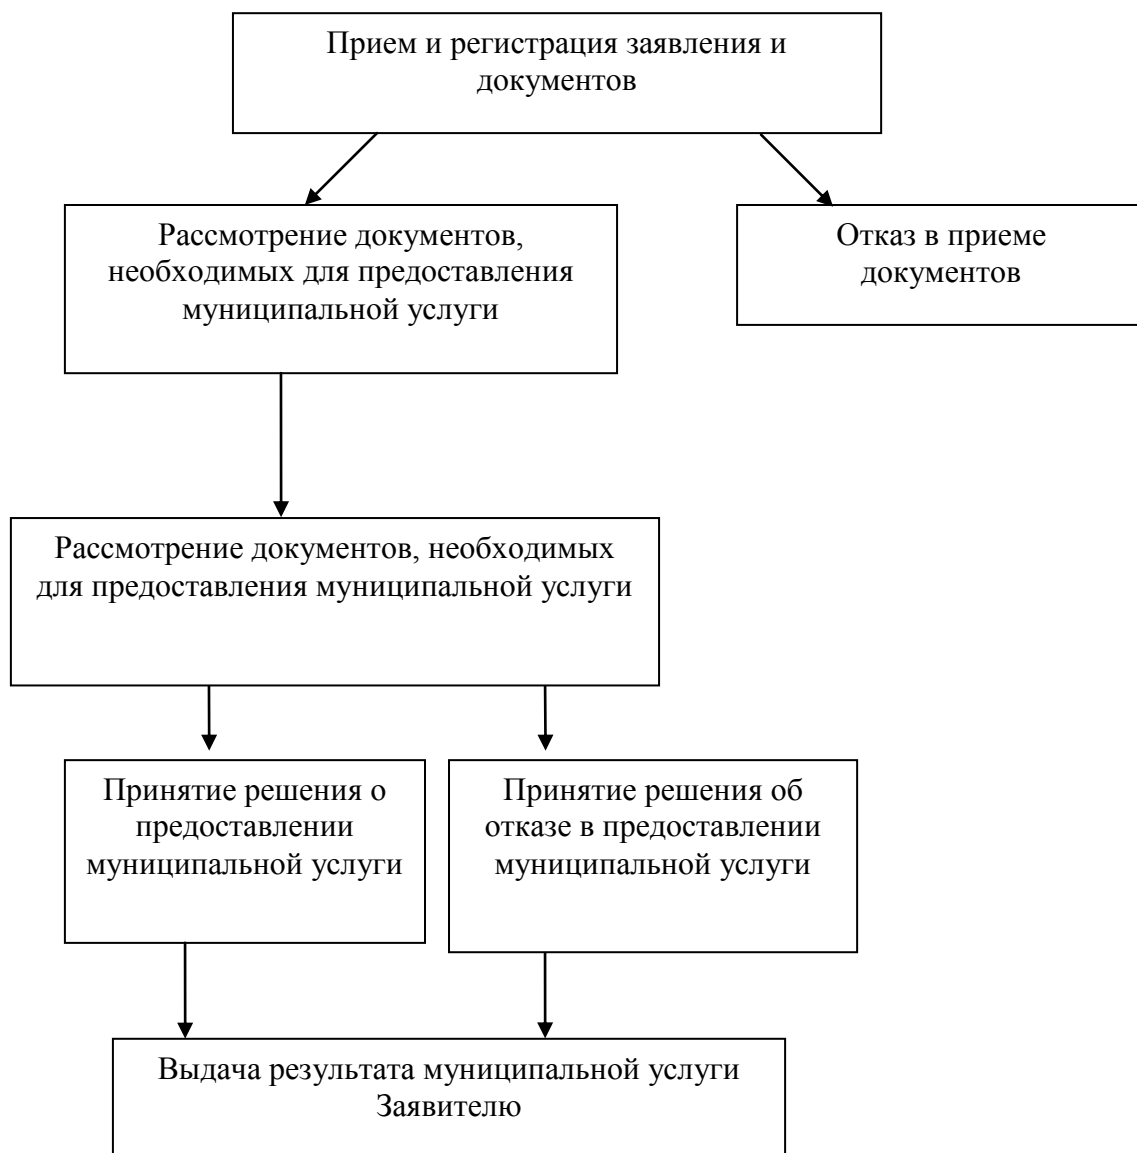 Прием и регистрация заявления и
документов
Рассмотрение документов,
необходимых для предоставления
муниципальной услуги
Отказ в приеме
документов
Рассмотрение документов, необходимых
для предоставления муниципальной услуги
Принятие решения о
предоставлении
муниципальной услуги
Принятие решения об
отказе в предоставлении
муниципальной услуги
Выдача результата муниципальной услуги
Заявителю